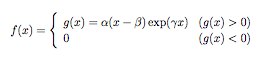 f(x) = { g(x) = α(x − β) exp(γx) (g(x) > 0)
0 (g(x) < 0)